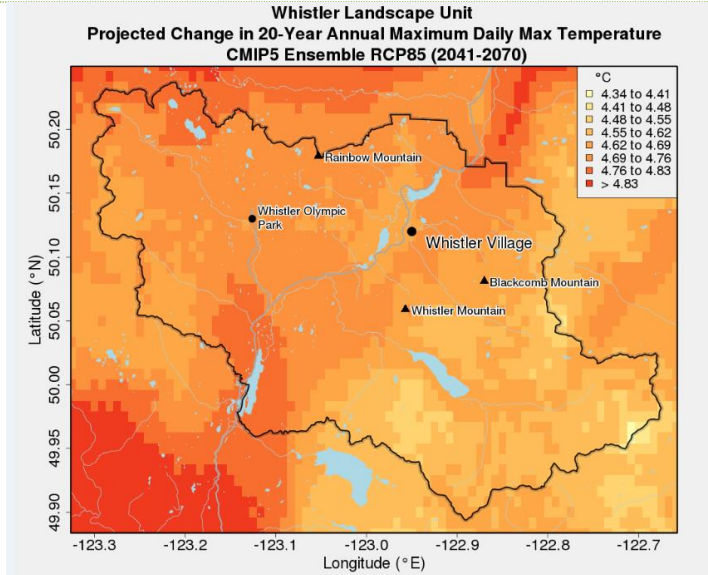 Whistler Landscape Unit
Projected Change in 20-Year Annual Maximum Daily Max Temperature
CMIP5 Ensemble RCP85 (2041-2070)
°C
4.34 to 4.41
4.41 to 4.48
4.48 to 4.55
4.55 to 4.62
4.62 to 4.69
4.69 to 4.76
4.76 to 4.83
> 4.83
Rainbow Mountain
Whistler Olympic
Park
Whistler Village
Blackcomb Mountain
Whistler Mountain
Latitude (°N)
50.20
50.15
50.10
50.05
50.00
49.95
49.90
-123.3 -123.2 -123.1 -123.0 -122.9 -122.8 -122.7
Longitude (°E)